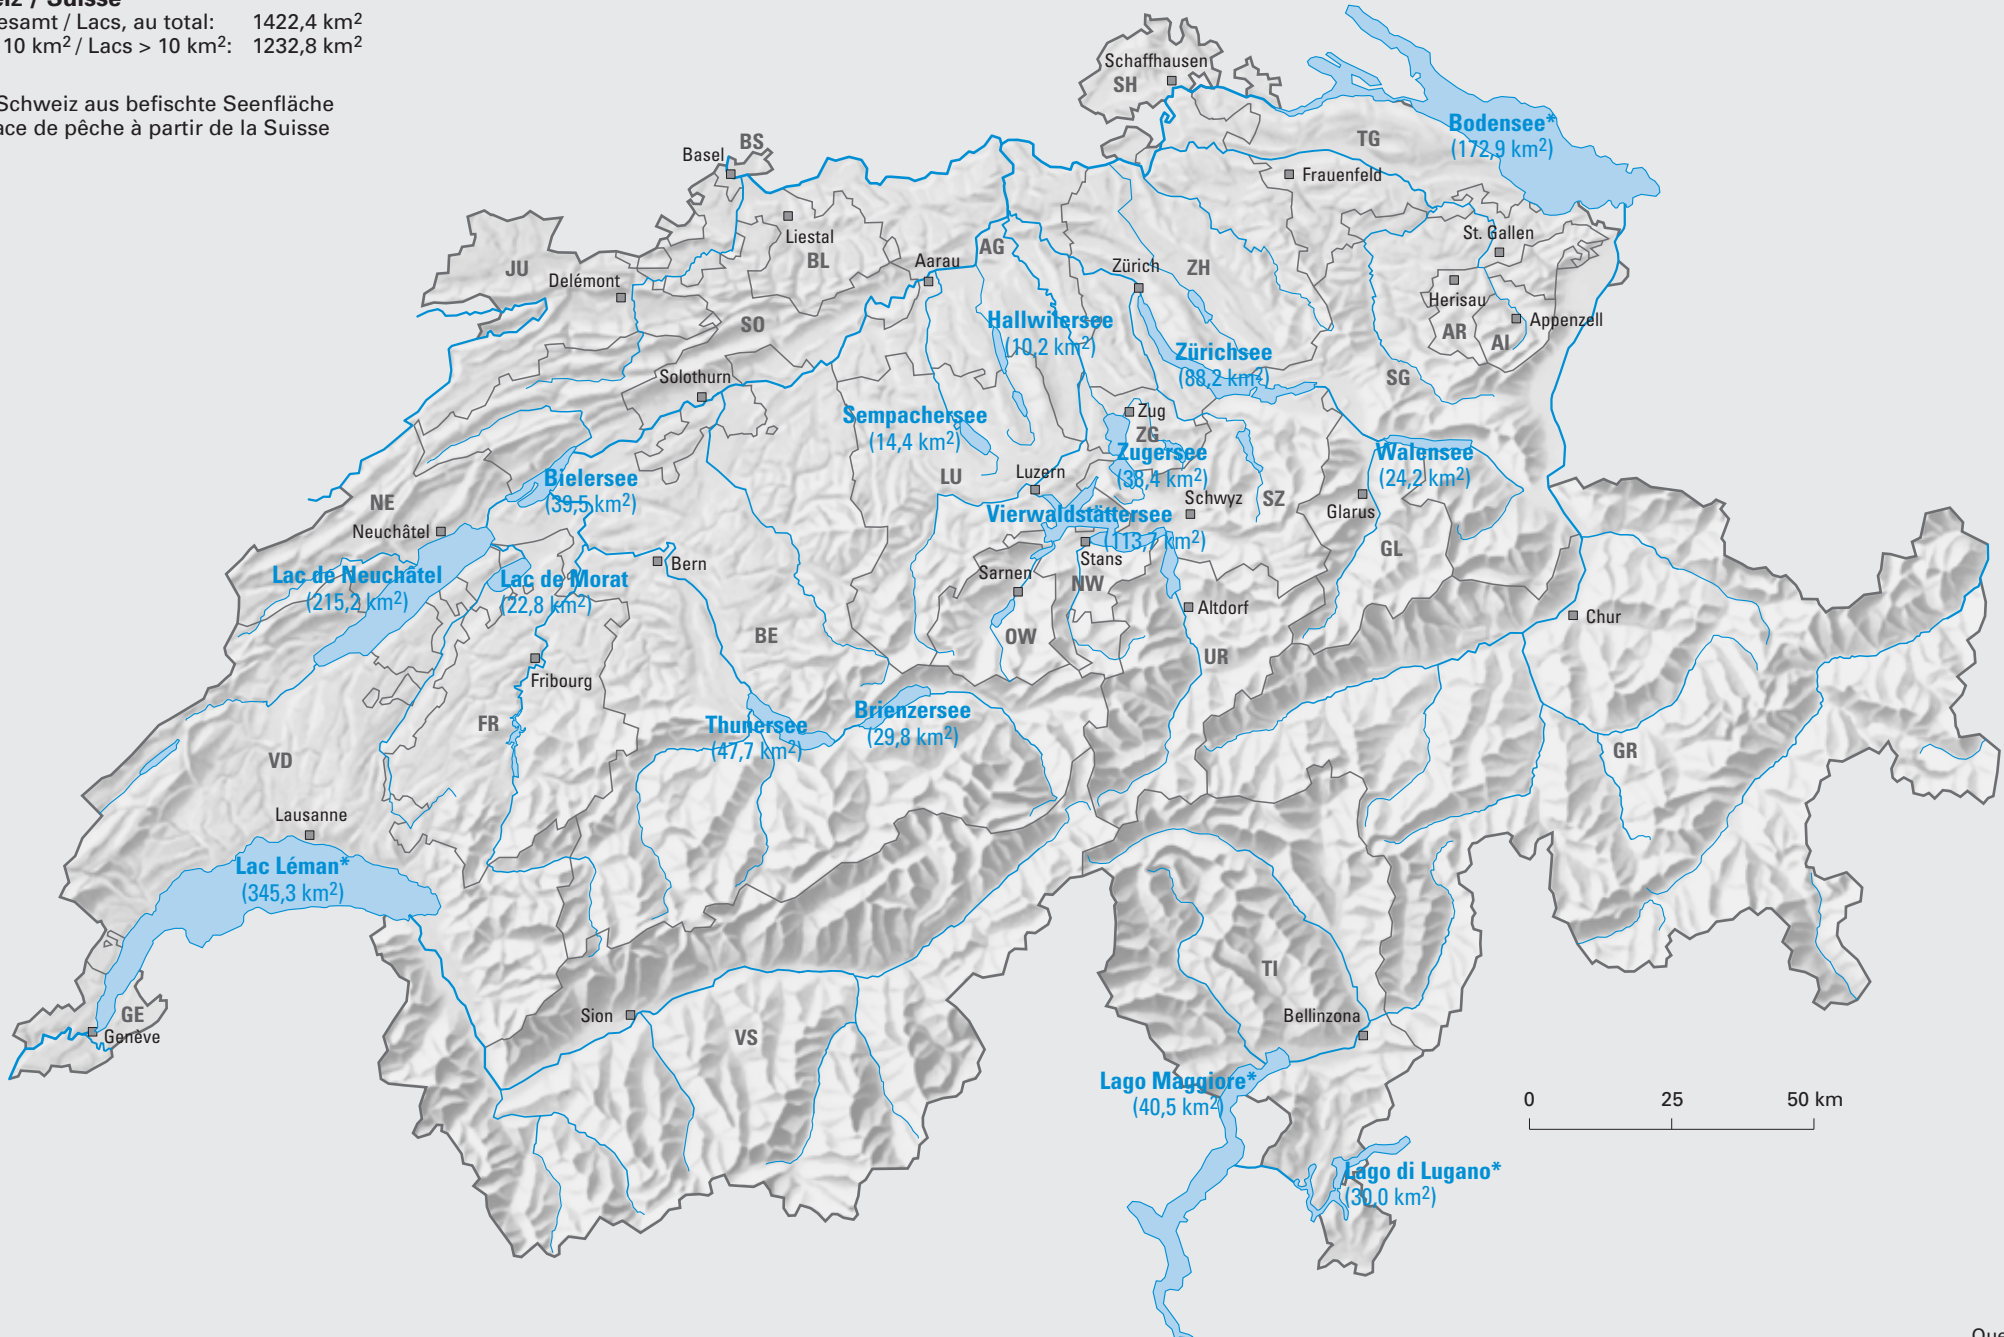 Suisse
Lacs, au total: 1422,4 km²
10 km² / Lacs > 10 km²: 1232,8 km²
Schweiz aus befischte Seenfläche
de pêche à partir de la Suisse
Schaffhausen
SH
Bodensee*
(172,9 km²)
TG
BS
Basel
Frauenfeld
Liestal
BL
St. Gallen
AG
Aarau
Zürich
ZH
JU
Delémont
Herisau
Appenzell
AR
AI
SO
Hallwilersee
(10,2 km²)
Zürichsee
(88,2 km²)
Solothurn
SG
Sempachersee
(14,4 km²)
Zug
ZG
Zugersee
(38,4 km²)
Walensee
(24,2 km²)
Bielersee
(39,5 km²)
LU
Luzern
Schwyz
SZ
Glarus
NE
Neuchâtel
Vierwaldstättersee
(113,7 km²)
Stans
GL
Bern
Lac de Neuchâtel
(215,2 km²)
Lac de Morat
(22,8 km²)
Sarnen
NW
Altdorf
Chur
BE
OW
UR
Fribourg
FR
Thunersee
(47,7 km²)
Brienzersee
(29,8 km²)
GR
VD
Lausanne
Lac Léman*
(345,3 km²)
TI
GE
Genève
Sion
VS
Bellinzona
Lago Maggiore*
(40,5 km²)
0 25 50 km
Lago di Lugano*
(30,0 km²)